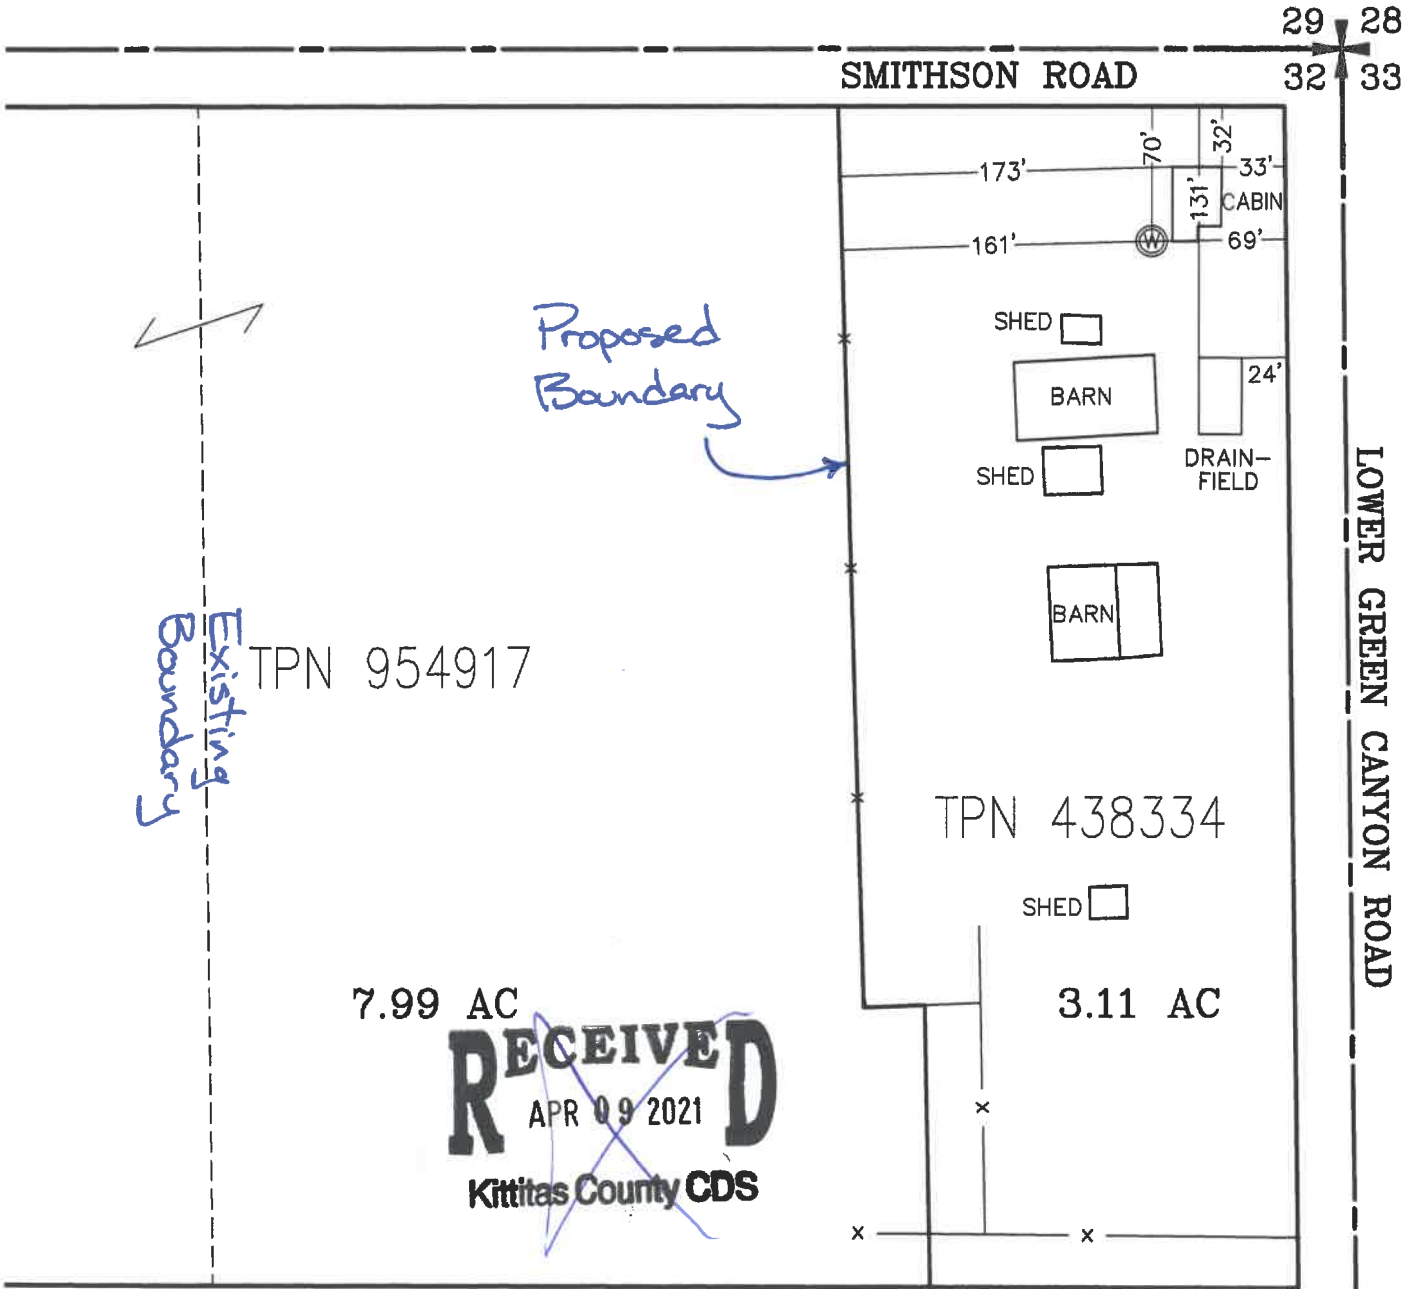 29 28
SMITHSON ROAD
32 33
70'
32'
173'
33'
131'
CABIN
161'
W
69'
Proposed
Boundary
SHED
BARN
24'
SHED
DRAIN-
FIELD
LOWER GREEN CANYON ROAD
BARN
Existing
Boundary
TPN 954917
TPN 438334
SHED
7.99 AC
3.11 AC
RECEIVED
APR 09 2021
Kittitas County CDS